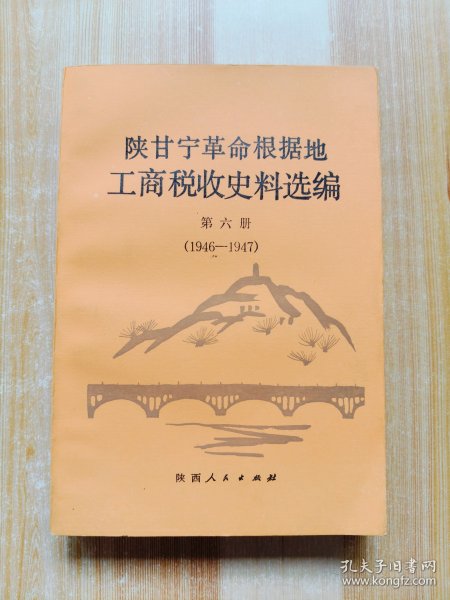 陕甘宁革命根据地
工商税收史料选编
第六册
(1946—1947)
陕西人民出版社
孔夫子旧书网
www.kongfz.com